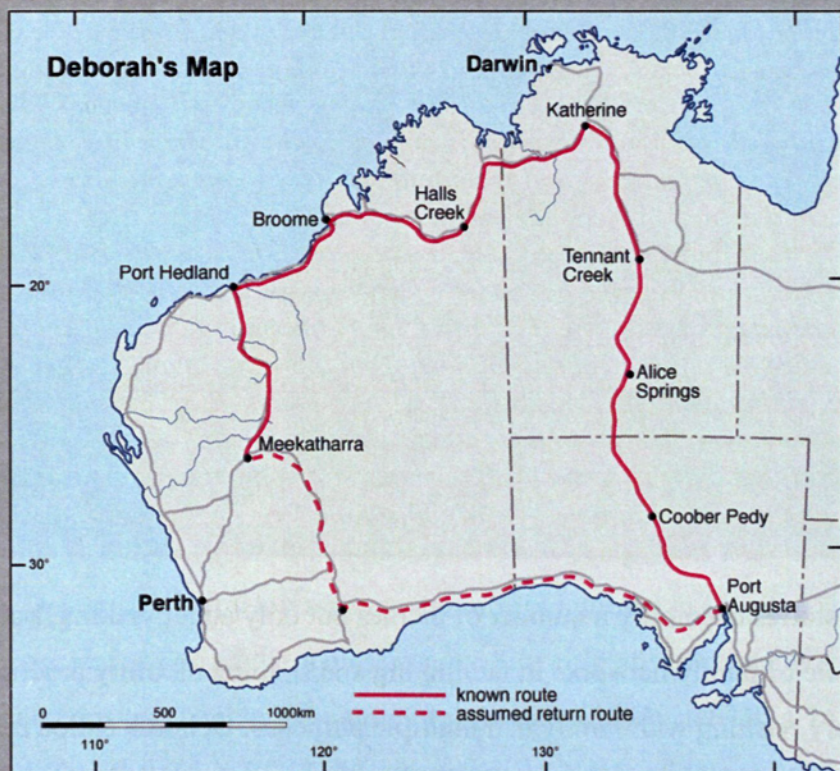 Deborah's Map
Darwin
Katherine
Halls
Creek
Broome
Tennant
Creek
Port Hedland
20°
Alice
Springs
Meekatharra
Coober Pedy
30°
Port
Augusta
Perth
known route
assumed return route
0
500
1000km
110°
120°
130°